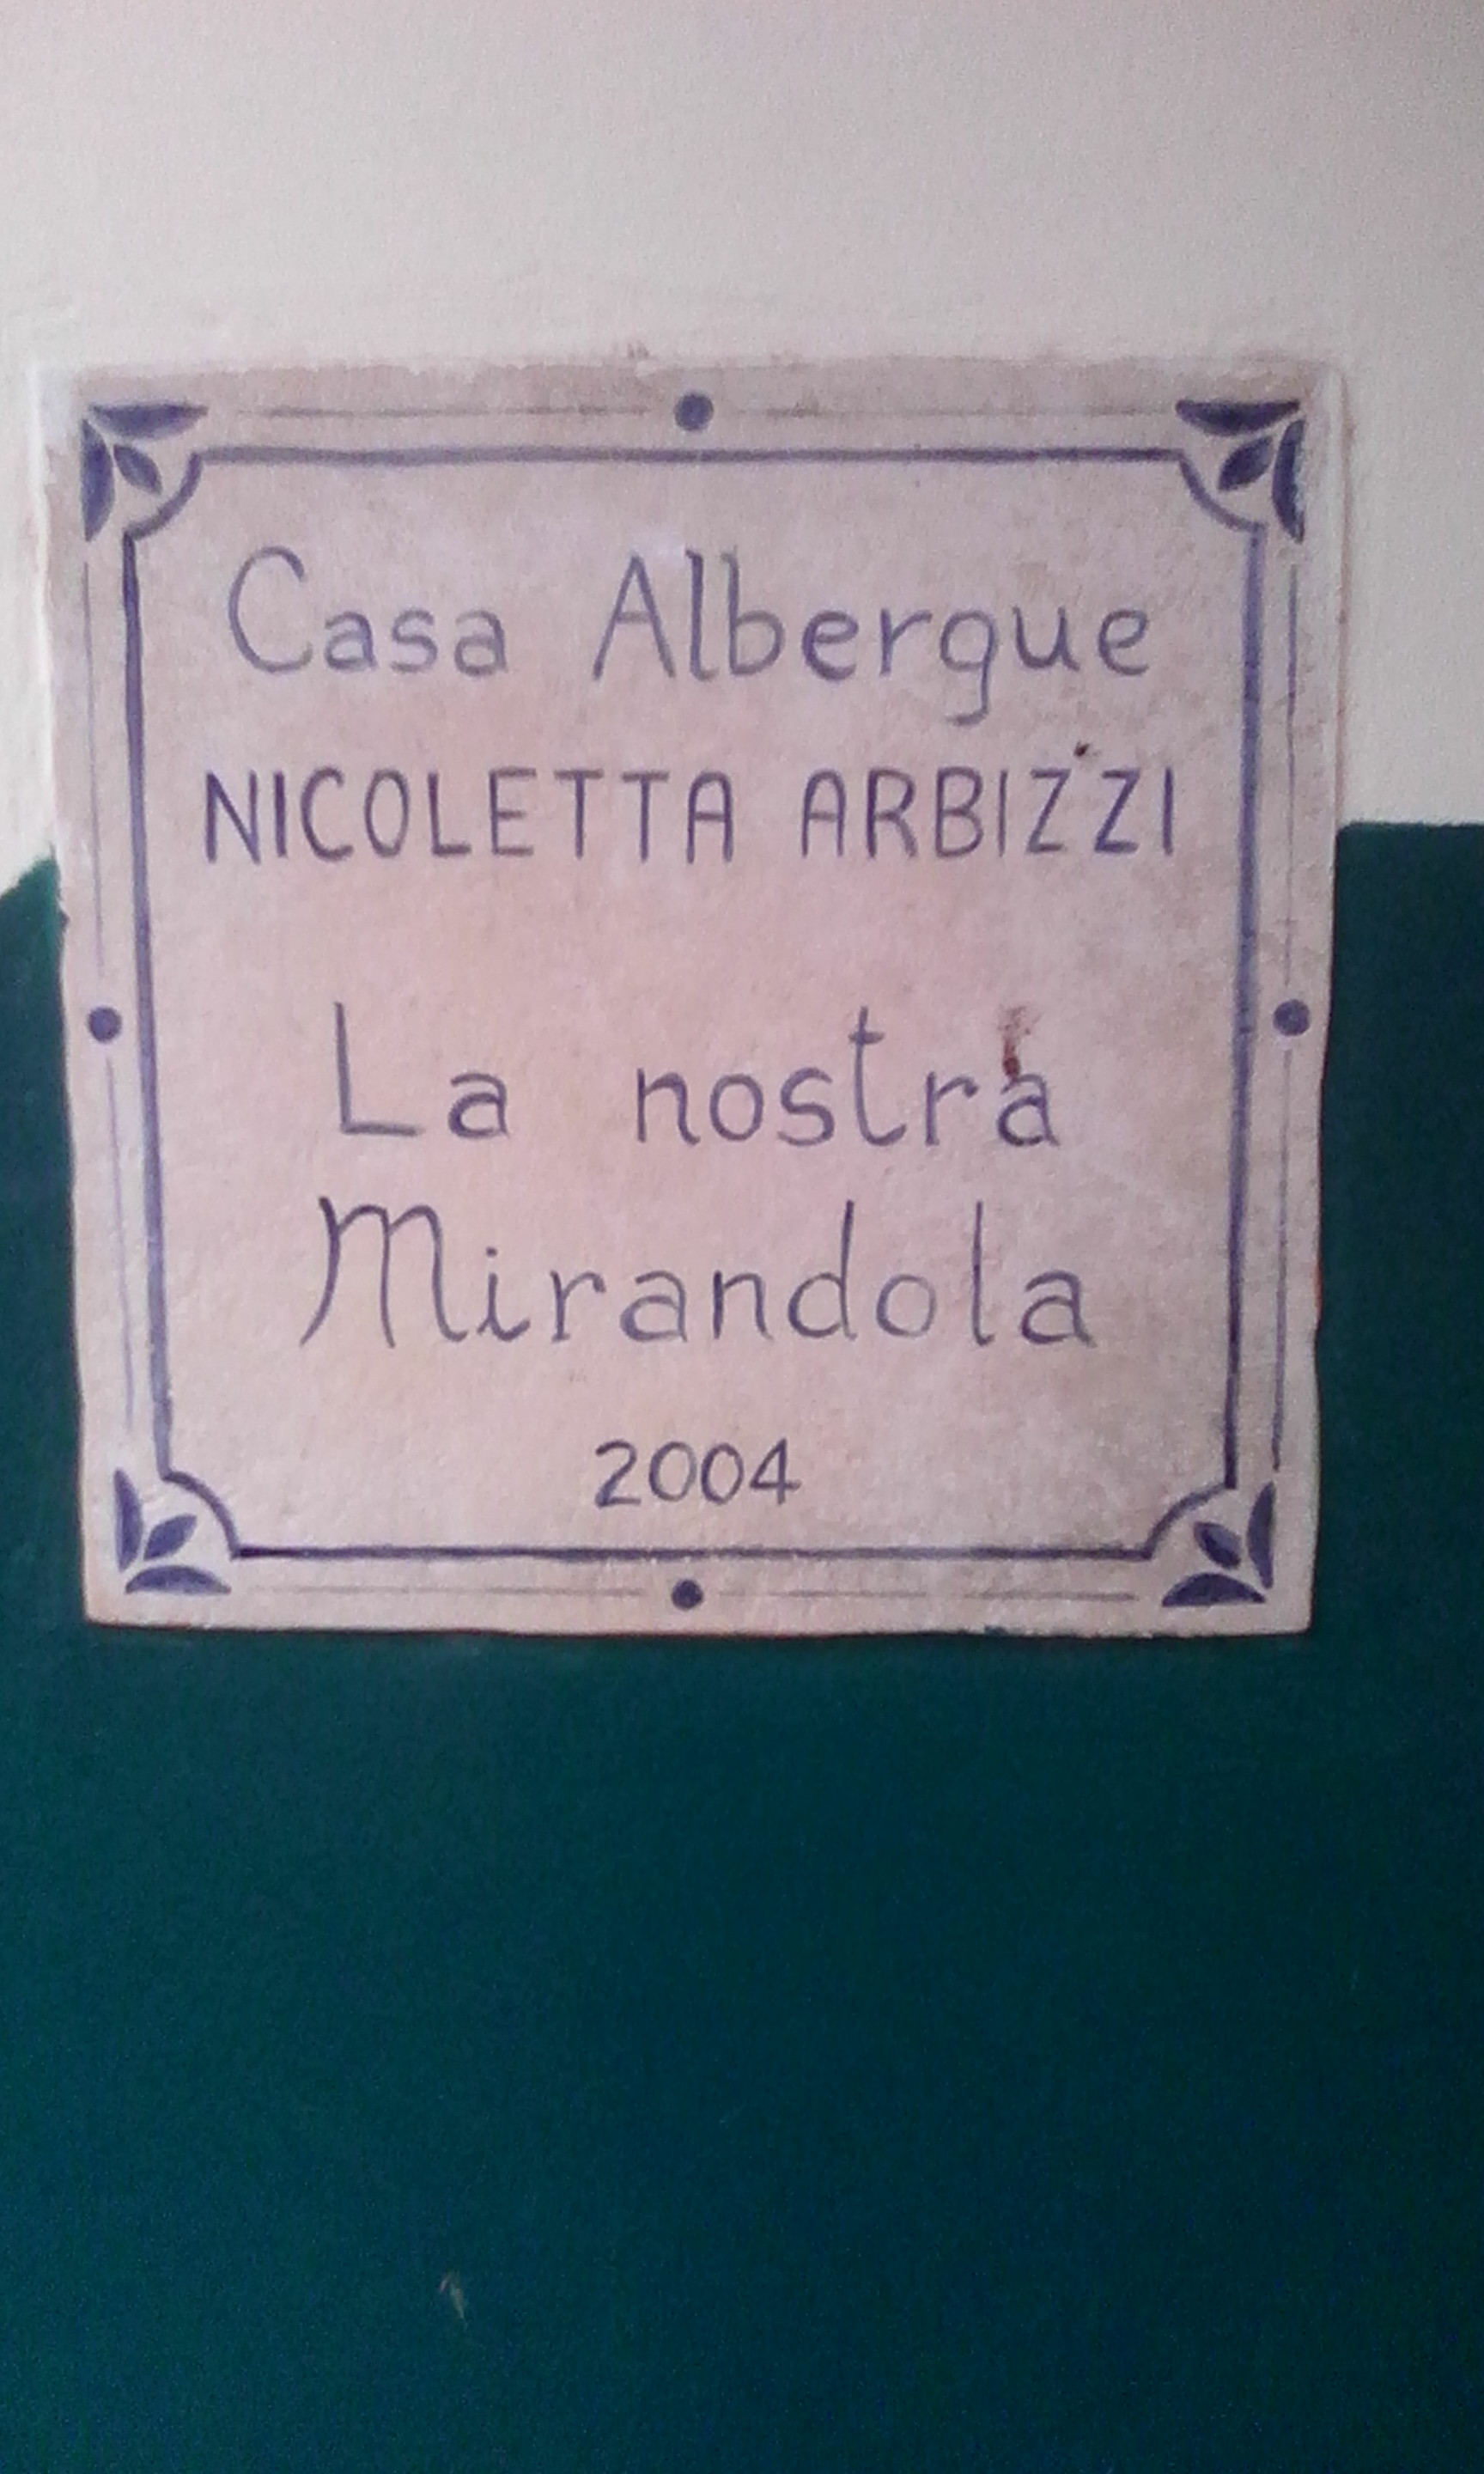 Casa Albergue
NICOLETTA ARBIZZI
La nostra
Mirandola
2004